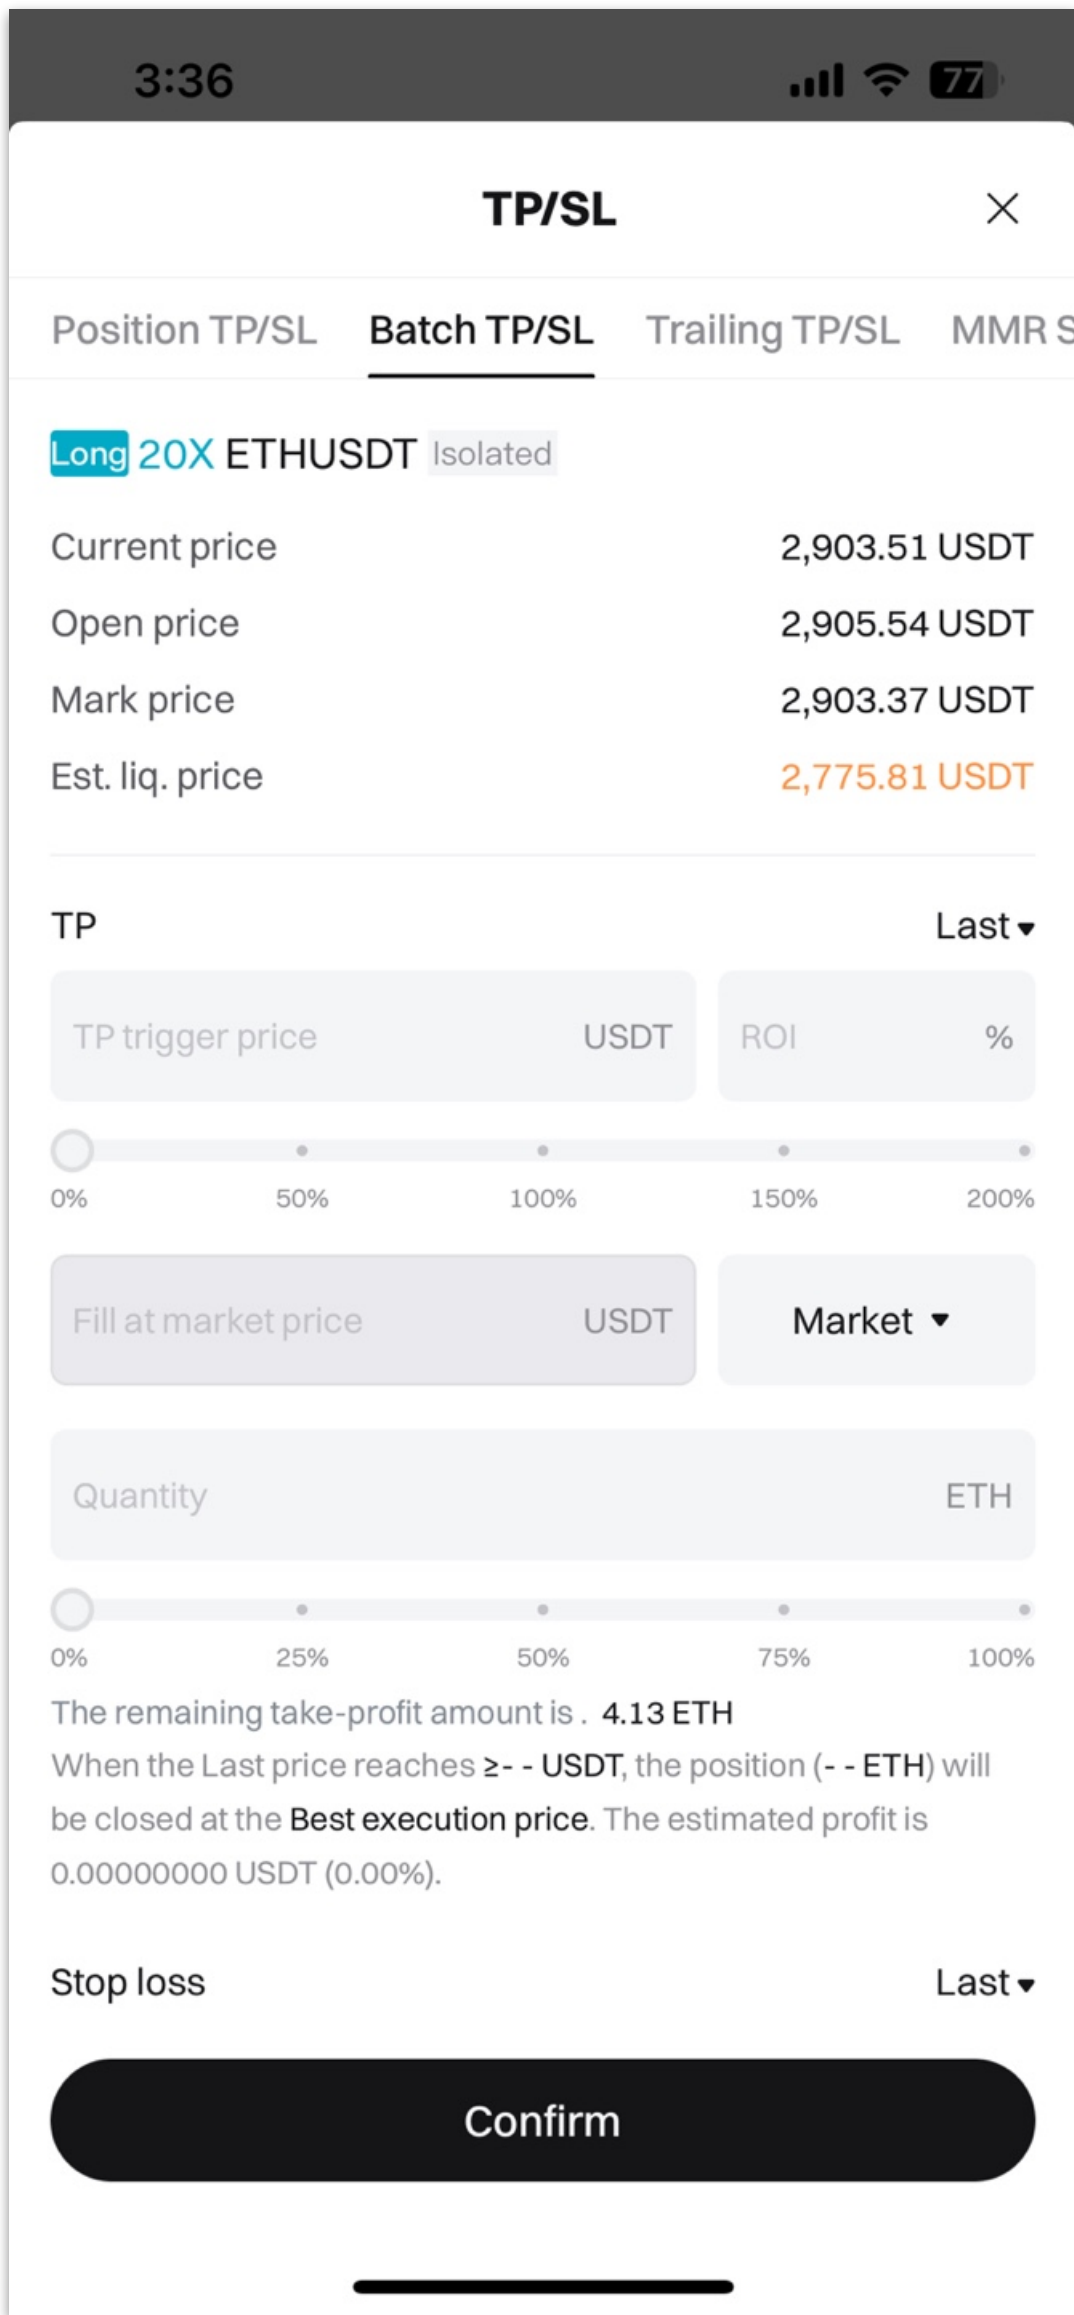 3:36 77
TP/SL
Position TP/SL Batch TP/SL Trailing TP/SL MMR S
Long 20X ETHUSDT Isolated
Current price 2,903.51 USDT
Open price 2,905.54 USDT
Mark price 2,903.37 USDT
Est. liq. price 2,775.81 USDT
TP Last
TP trigger price USDT ROI %
0% 50% 100% 150% 200%
Fill at market price USDT Market
Quantity ETH
0% 25% 50% 75% 100%
The remaining take-profit amount is . 4.13 ETH
When the Last price reaches ≥- - USDT, the position (- - ETH) will
be closed at the Best execution price. The estimated profit is
0.00000000 USDT (0.00%).
Stop loss Last
Confirm